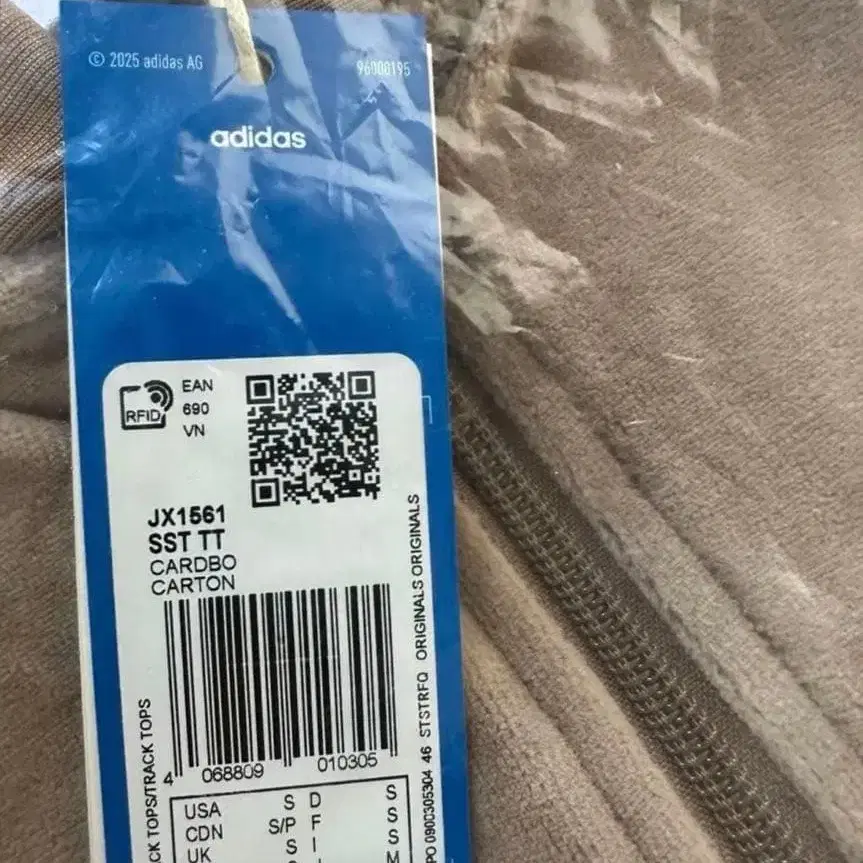 © 2025 adidas AG
96000195
adidas
RFID
EAN
690
VN
JX1561
SST TT
CARDBO
CARTON
4 068809 010305
USA S D S
CDN S/P F S
UK S I S
M
CK TOPS/TRACK TOPS
PO 0900305304 46 STSTRFQ ORIGINALS ORIGINALS